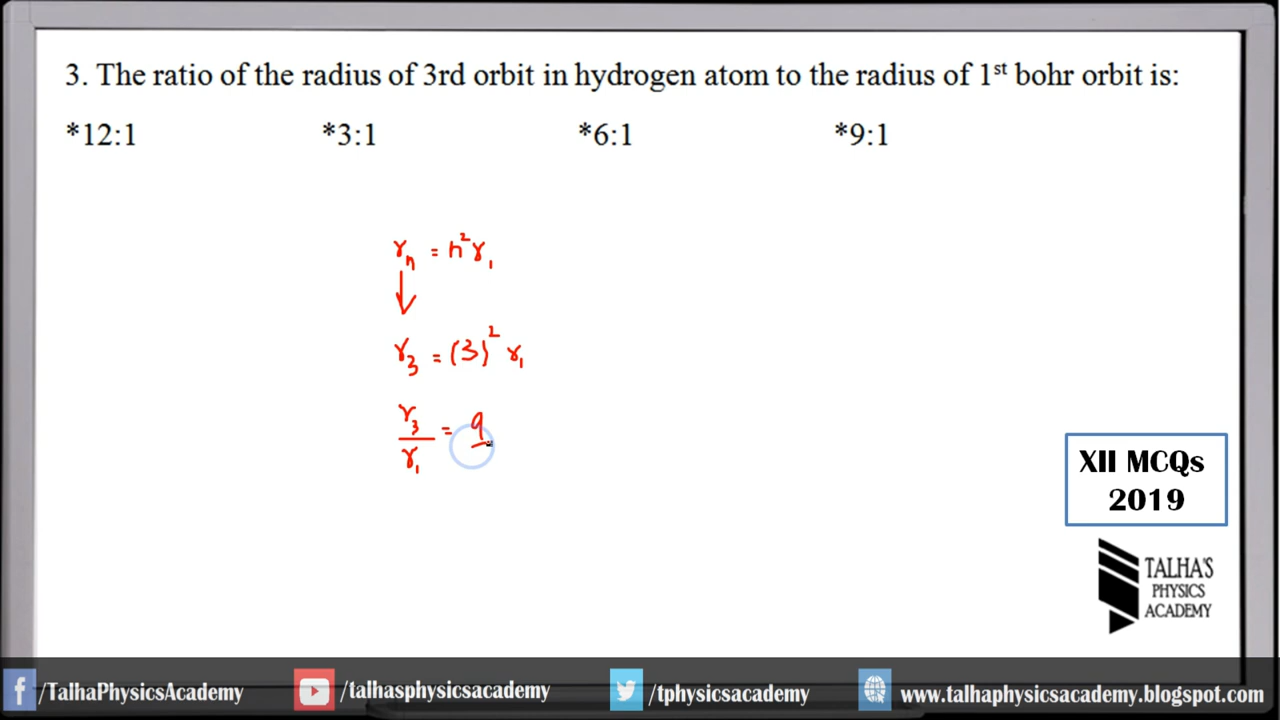 3. The ratio of the radius of 3rd orbit in hydrogen atom to the radius of 1st bohr orbit is:
*12:1 *3:1 *6:1 *9:1
rₙ = n²r₁
r₃ = (3)² r₁
r₃/r₁ = 9
XII MCQs
2019
TALHA'S
PHYSICS
ACADEMY
/TalhaPhysicsAcademy /talhasphysicsacademy /tphysicsacademy www.talhaphysicsacademy.blogspot.com